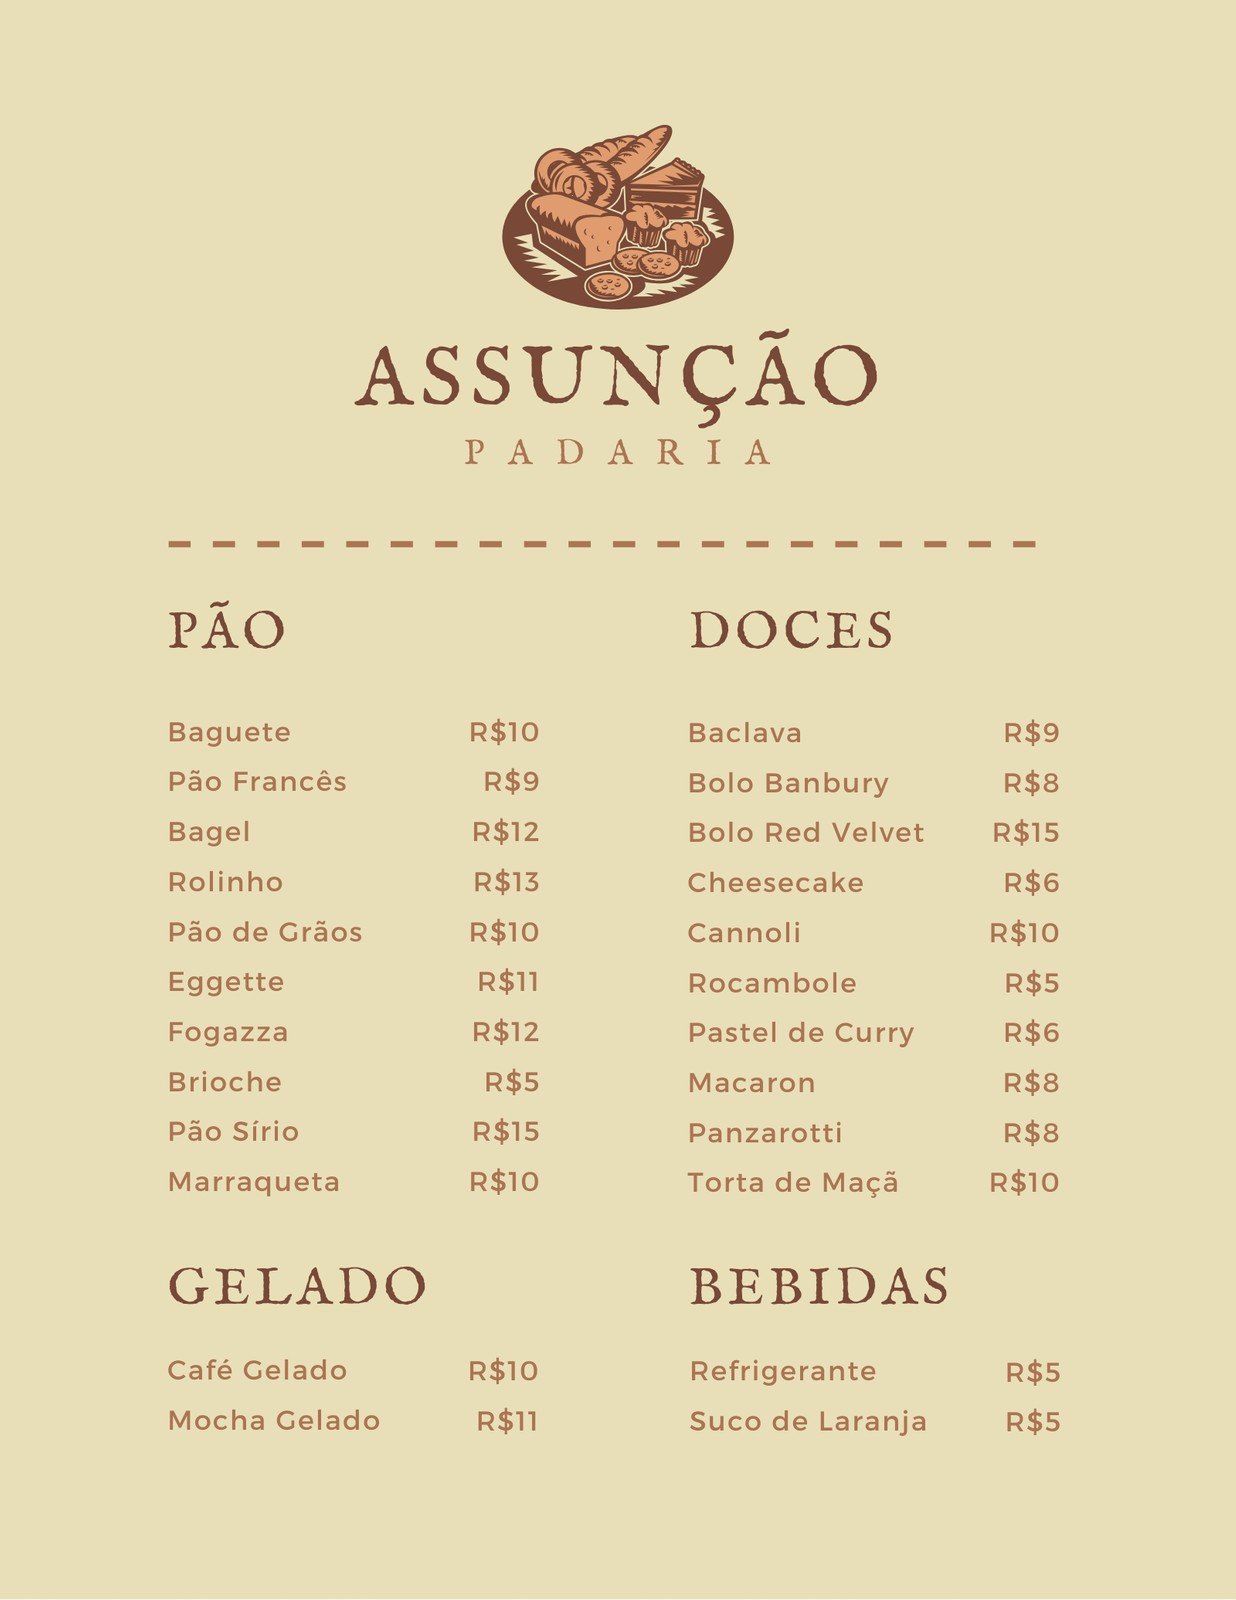 ASSUNÇÃO
PADARIA
PÃO
Baguete R$10
Pão Francês R$9
Bagel R$12
Rolinho R$13
Pão de Grãos R$10
Eggette R$11
Fogazza R$12
Brioche R$5
Pão Sírio R$15
Marraqueta R$10
DOCES
Baclava R$9
Bolo Banbury R$8
Bolo Red Velvet R$15
Cheesecake R$6
Cannoli R$10
Rocambole R$5
Pastel de Curry R$6
Macaron R$8
Panzarotti R$8
Torta de Maçã R$10
GELADO
Café Gelado R$10
Mocha Gelado R$11
BEBIDAS
Refrigerante R$5
Suco de Laranja R$5